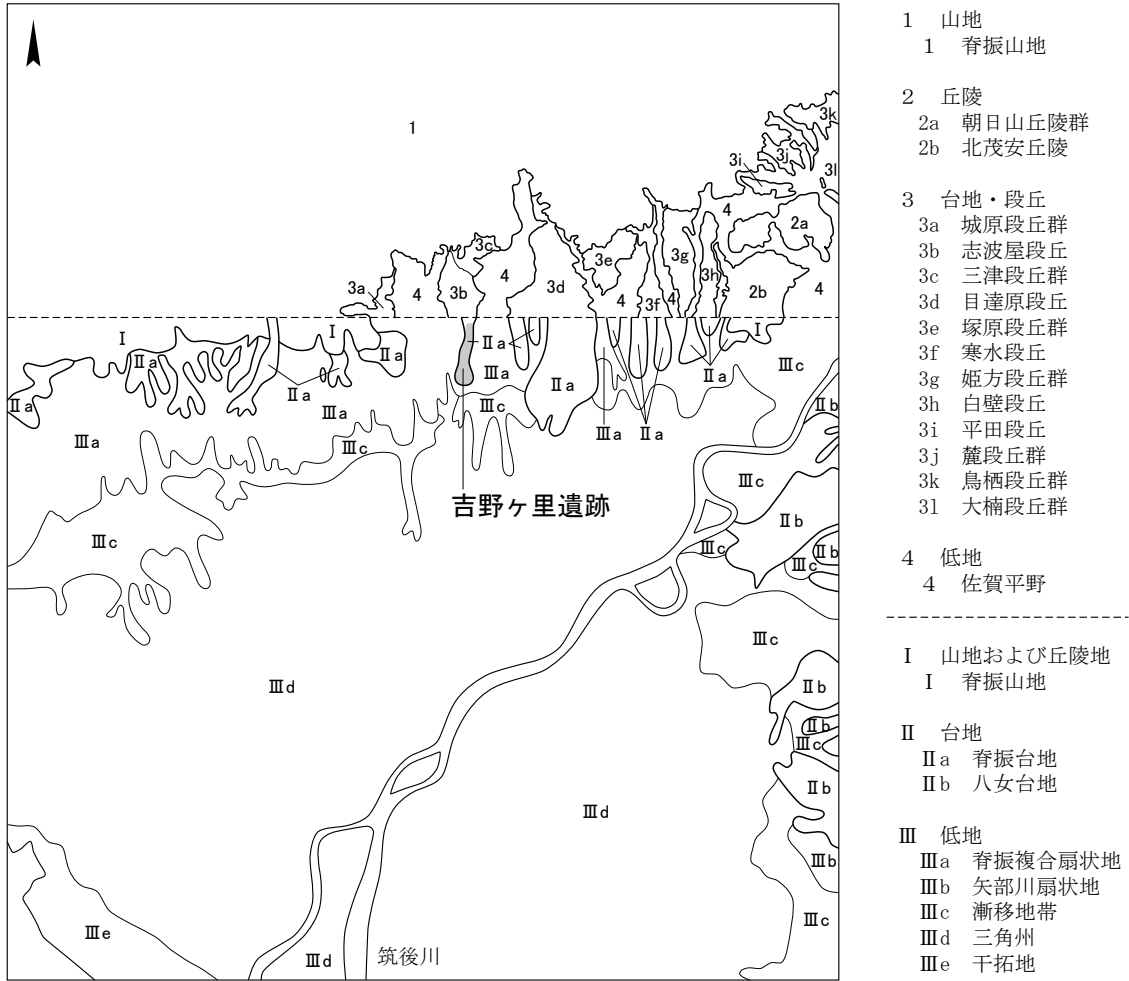 1
3k
3j
3i
3l
4
2a
3c
3e
3g
3a
4
3b
4
3d
4
3f
4
3h
2b
4
Ⅰ
Ⅰ
Ⅱa
Ⅱa
Ⅱa
Ⅰ
Ⅱa
Ⅱa
Ⅱa
Ⅲa
Ⅱa
Ⅱa
Ⅲc
Ⅱa
Ⅲa
Ⅲc
Ⅲa
Ⅱa
Ⅱb
Ⅲa
Ⅲc
吉野ヶ里遺跡
Ⅲc
Ⅱb
Ⅲc
Ⅲc
Ⅱb
Ⅲc
Ⅲc
Ⅲd
Ⅱb
Ⅱb
Ⅲc
Ⅱb
Ⅲd
Ⅲb
Ⅲc
Ⅲe
Ⅲd
筑後川
1 山地
1 脊振山地
2 丘陵
2a 朝日山丘陵群
2b 北茂安丘陵
3 台地・段丘
3a 城原段丘群
3b 志波屋段丘
3c 三津段丘群
3d 目達原段丘
3e 塚原段丘群
3f 寒水段丘
3g 姫方段丘群
3h 白壁段丘
3i 平田段丘
3j 麓段丘群
3k 鳥栖段丘群
3l 大楠段丘群
4 低地
4 佐賀平野
Ⅰ 山地および丘陵地
Ⅰ 脊振山地
Ⅱ 台地
Ⅱa 脊振台地
Ⅱb 八女台地
Ⅲ 低地
Ⅲa 脊振複合扇状地
Ⅲb 矢部川扇状地
Ⅲc 漸移地帯
Ⅲd 三角州
Ⅲe 干拓地